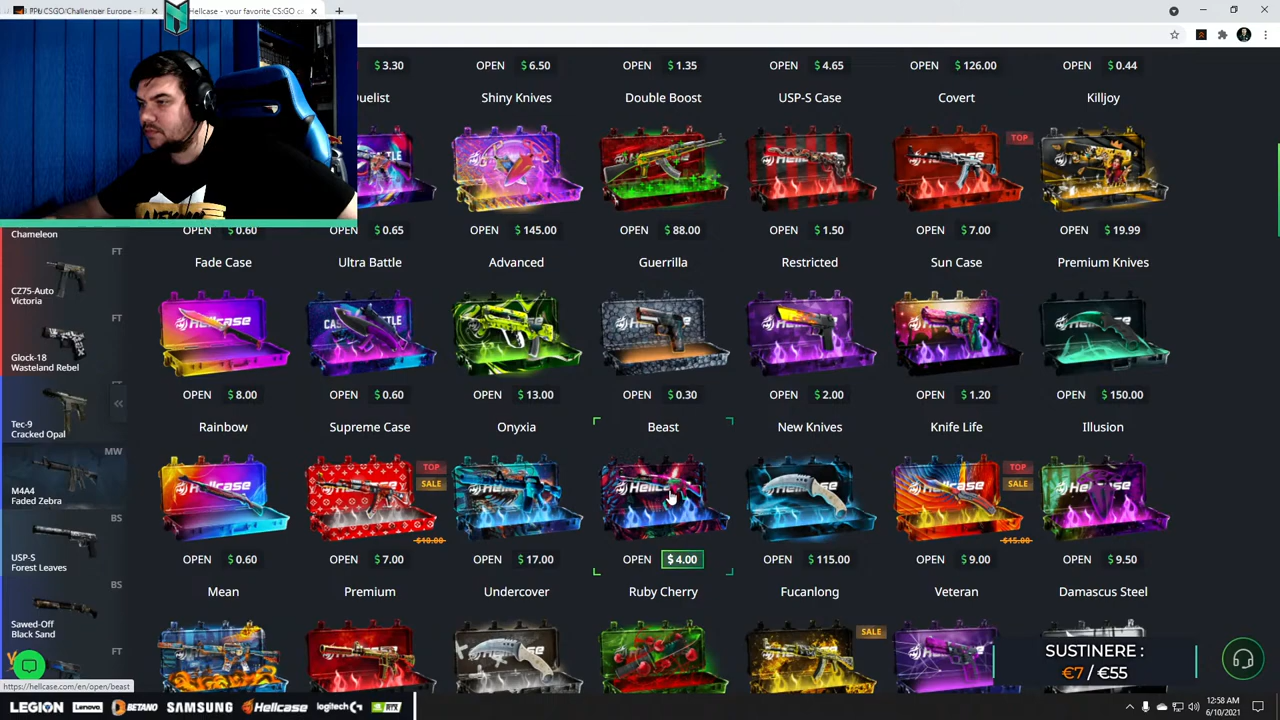 CSGO/Challenger Europe - F
Hellcase - your favorite CS:GO ca
$ 3.30
OPEN $ 6.50
OPEN $ 1.35
OPEN $ 4.65
OPEN $ 126.00
OPEN $ 0.44
Duelist
Shiny Knives
Double Boost
USP-S Case
Covert
Killjoy
TOP
OPEN $ 0.60
OPEN $ 0.65
OPEN $ 145.00
OPEN $ 88.00
OPEN $ 1.50
OPEN $ 7.00
OPEN $ 19.99
Fade Case
Ultra Battle
Advanced
Guerrilla
Restricted
Sun Case
Premium Knives
OPEN $ 8.00
OPEN $ 0.60
OPEN $ 13.00
OPEN $ 0.30
OPEN $ 2.00
OPEN $ 1.20
OPEN $ 150.00
Rainbow
Supreme Case
Onyxia
Beast
New Knives
Knife Life
Illusion
TOP
SALE
TOP
SALE
$10.00
$15.00
OPEN $ 0.60
OPEN $ 7.00
OPEN $ 17.00
OPEN $ 4.00
OPEN $ 115.00
OPEN $ 9.00
OPEN $ 9.50
Mean
Premium
Undercover
Ruby Cherry
Fucanlong
Veteran
Damascus Steel
SALE
Chameleon
FT
CZ75-Auto
Victoria
FT
Glock-18
Wasteland Rebel
Tec-9
Cracked Opal
MW
M4A4
Faded Zebra
BS
USP-S
Forest Leaves
BS
Sawed-Off
Black Sand
FT
SUSTINERE :
€7 / €55
https://hellcase.com/en/open/beast
LEGION Lenovo BETANO SAMSUNG Hellcase logitech G RTX
12:58 AM
6/10/2021